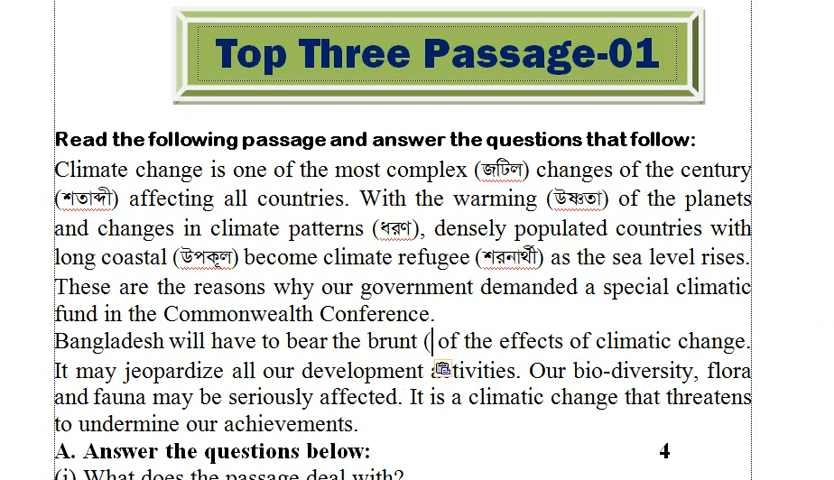 Top Three Passage-01
Read the following passage and answer the questions that follow:
Climate change is one of the most complex (জটিল) changes of the century
(শতাব্দী) affecting all countries. With the warming (উষ্ণতা) of the planets
and changes in climate patterns (ধরণ), densely populated countries with
long coastal (উপকূল) become climate refugee (শরনার্থী) as the sea level rises.
These are the reasons why our government demanded a special climatic
fund in the Commonwealth Conference.
Bangladesh will have to bear the brunt ( of the effects of climatic change.
It may jeopardize all our development activities. Our bio-diversity, flora
and fauna may be seriously affected. It is a climatic change that threatens
to undermine our achievements.
A. Answer the questions below: 4
(i) What does the passage deal with?